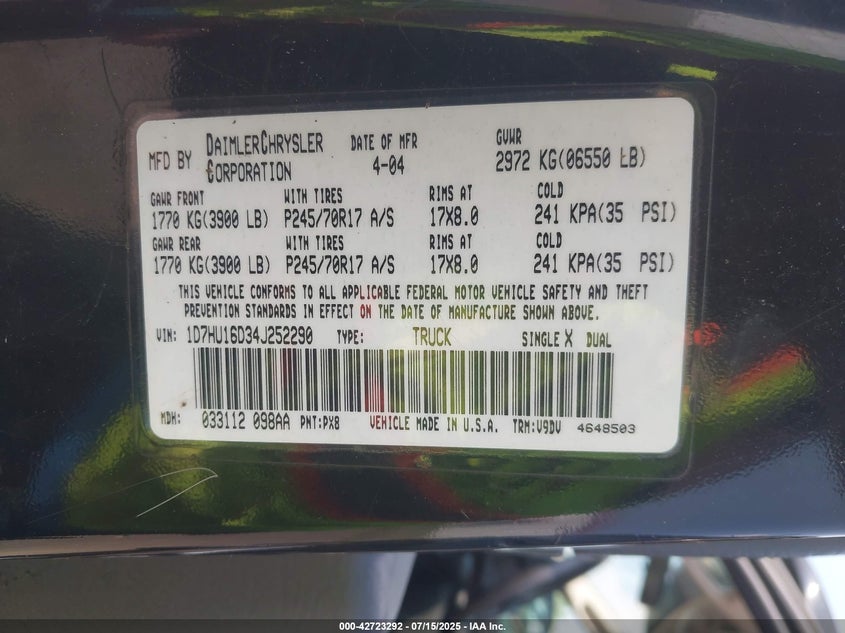 MFD BY DAIMLERCHRYSLER CORPORATION DATE OF MFR 4-04 GVWR 2972 KG(06550 LB)
GAWR FRONT WITH TIRES RIMS AT COLD
1770 KG(3900 LB) P245/70R17 A/S 17X8.0 241 KPA(35 PSI)
GAWR REAR WITH TIRES RIMS AT COLD
1770 KG(3900 LB) P245/70R17 A/S 17X8.0 241 KPA(35 PSI)
THIS VEHICLE CONFORMS TO ALL APPLICABLE FEDERAL MOTOR VEHICLE SAFETY AND THEFT
PREVENTION STANDARDS IN EFFECT ON THE DATE OF MANUFACTURE SHOWN ABOVE.
VIN: 1D7HU16D34J252290 TYPE: TRUCK SINGLE X DUAL
MDH: 033112 098AA PNT:PX8 VEHICLE MADE IN U.S.A. TRM:V9DV 4648503
000-42723292 - 07/15/2025 - IAA Inc.